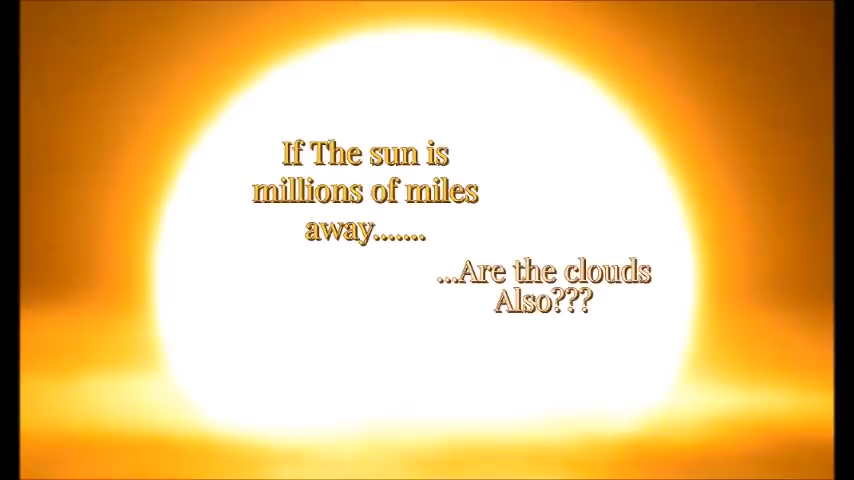 If The sun is
millions of miles
away.......
...Are the clouds
Also???